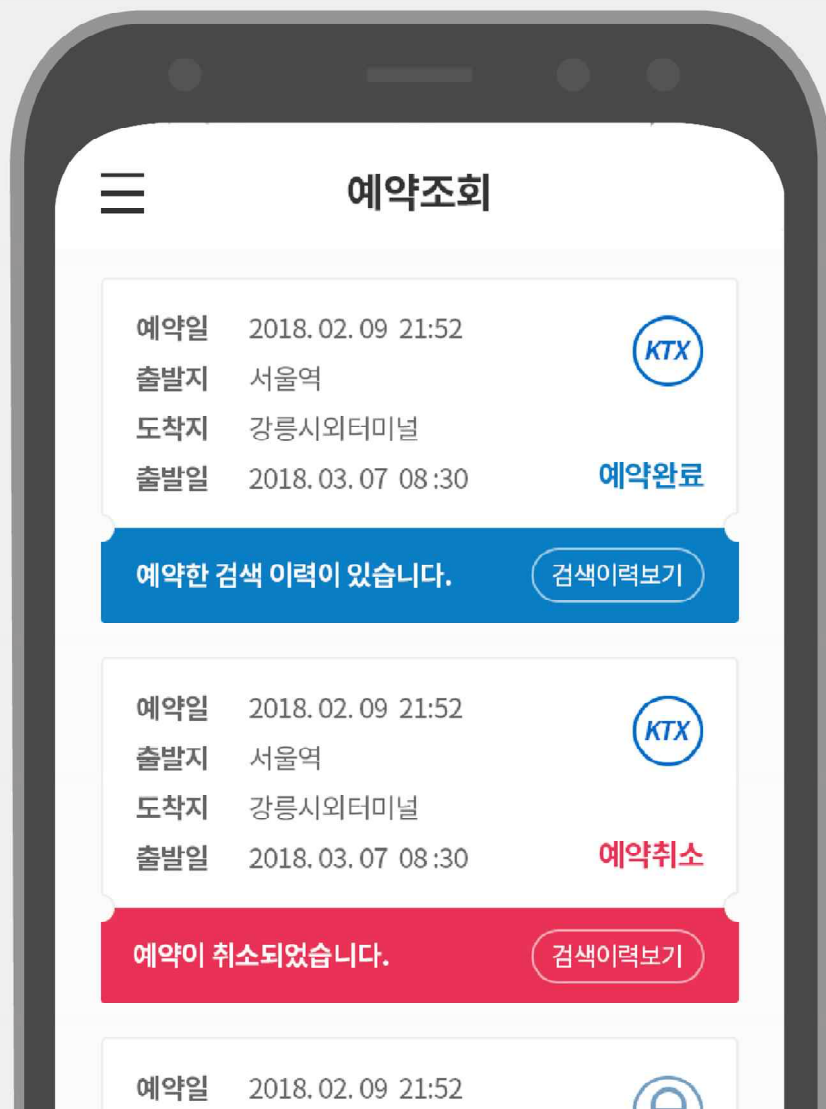 예약조회
예약일 2018. 02. 09 21:52
KTX
출발지 서울역
도착지 강릉시외터미널
출발일 2018. 03. 07 08:30
예약완료
예약한 검색 이력이 있습니다. 검색이력보기
예약일 2018. 02. 09 21:52
KTX
출발지 서울역
도착지 강릉시외터미널
출발일 2018. 03. 07 08:30
예약취소
예약이 취소되었습니다. 검색이력보기
예약일 2018. 02. 09 21:52